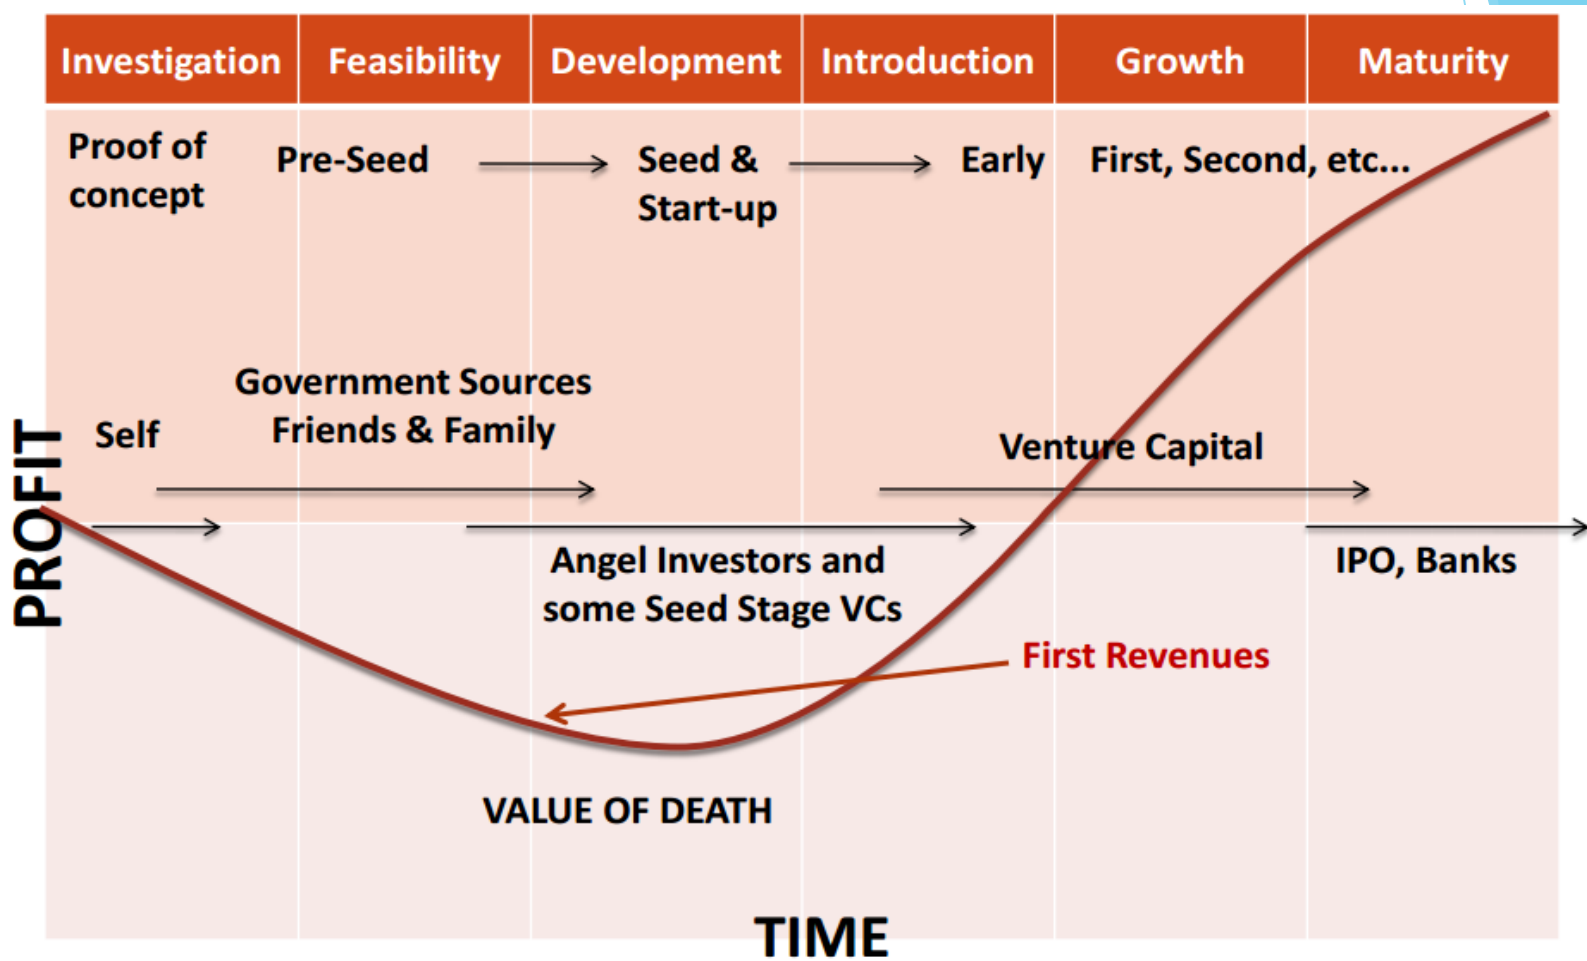 Investigation Feasibility Development Introduction Growth Maturity
Proof of
concept
Pre-Seed
Seed &
Start-up
Early
First, Second, etc...
Self
Government Sources
Friends & Family
Venture Capital
Angel Investors and
some Seed Stage VCs
IPO, Banks
First Revenues
VALUE OF DEATH
PROFIT
TIME